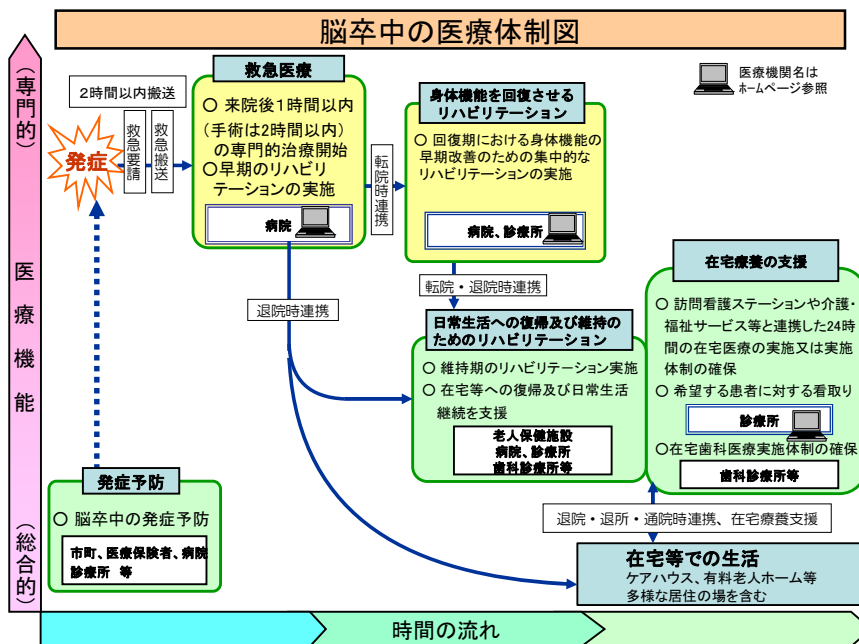 脳卒中の医療体制図
(専門的)
医療機能
(総合的)
医療機関名は
ホームページ参照
2時間以内搬送
発症
救急要請
救急搬送
救急医療
○ 来院後1時間以内
(手術は2時間以内)
の専門的治療開始
○早期のリハビリ
テーションの実施
病院
転院時連携
身体機能を回復させる
リハビリテーション
○ 回復期における身体機能の
早期改善のための集中的な
リハビリテーションの実施
病院、診療所
退院時連携
転院・退院時連携
日常生活への復帰及び維持の
ためのリハビリテーション
○ 維持期のリハビリテーション実施
○ 在宅等への復帰及び日常生活
継続を支援
老人保健施設
病院、診療所
歯科診療所等
在宅療養の支援
○ 訪問看護ステーションや介護・
福祉サービス等と連携した24時
間の在宅医療の実施又は実施
体制の確保
○ 希望する患者に対する看取り
診療所
○在宅歯科医療実施体制の確保
歯科診療所等
発症予防
○ 脳卒中の発症予防
市町、医療保険者、病院
診療所 等
退院・退所・通院時連携、在宅療養支援
在宅等での生活
ケアハウス、有料老人ホーム等
多様な居住の場を含む
時間の流れ